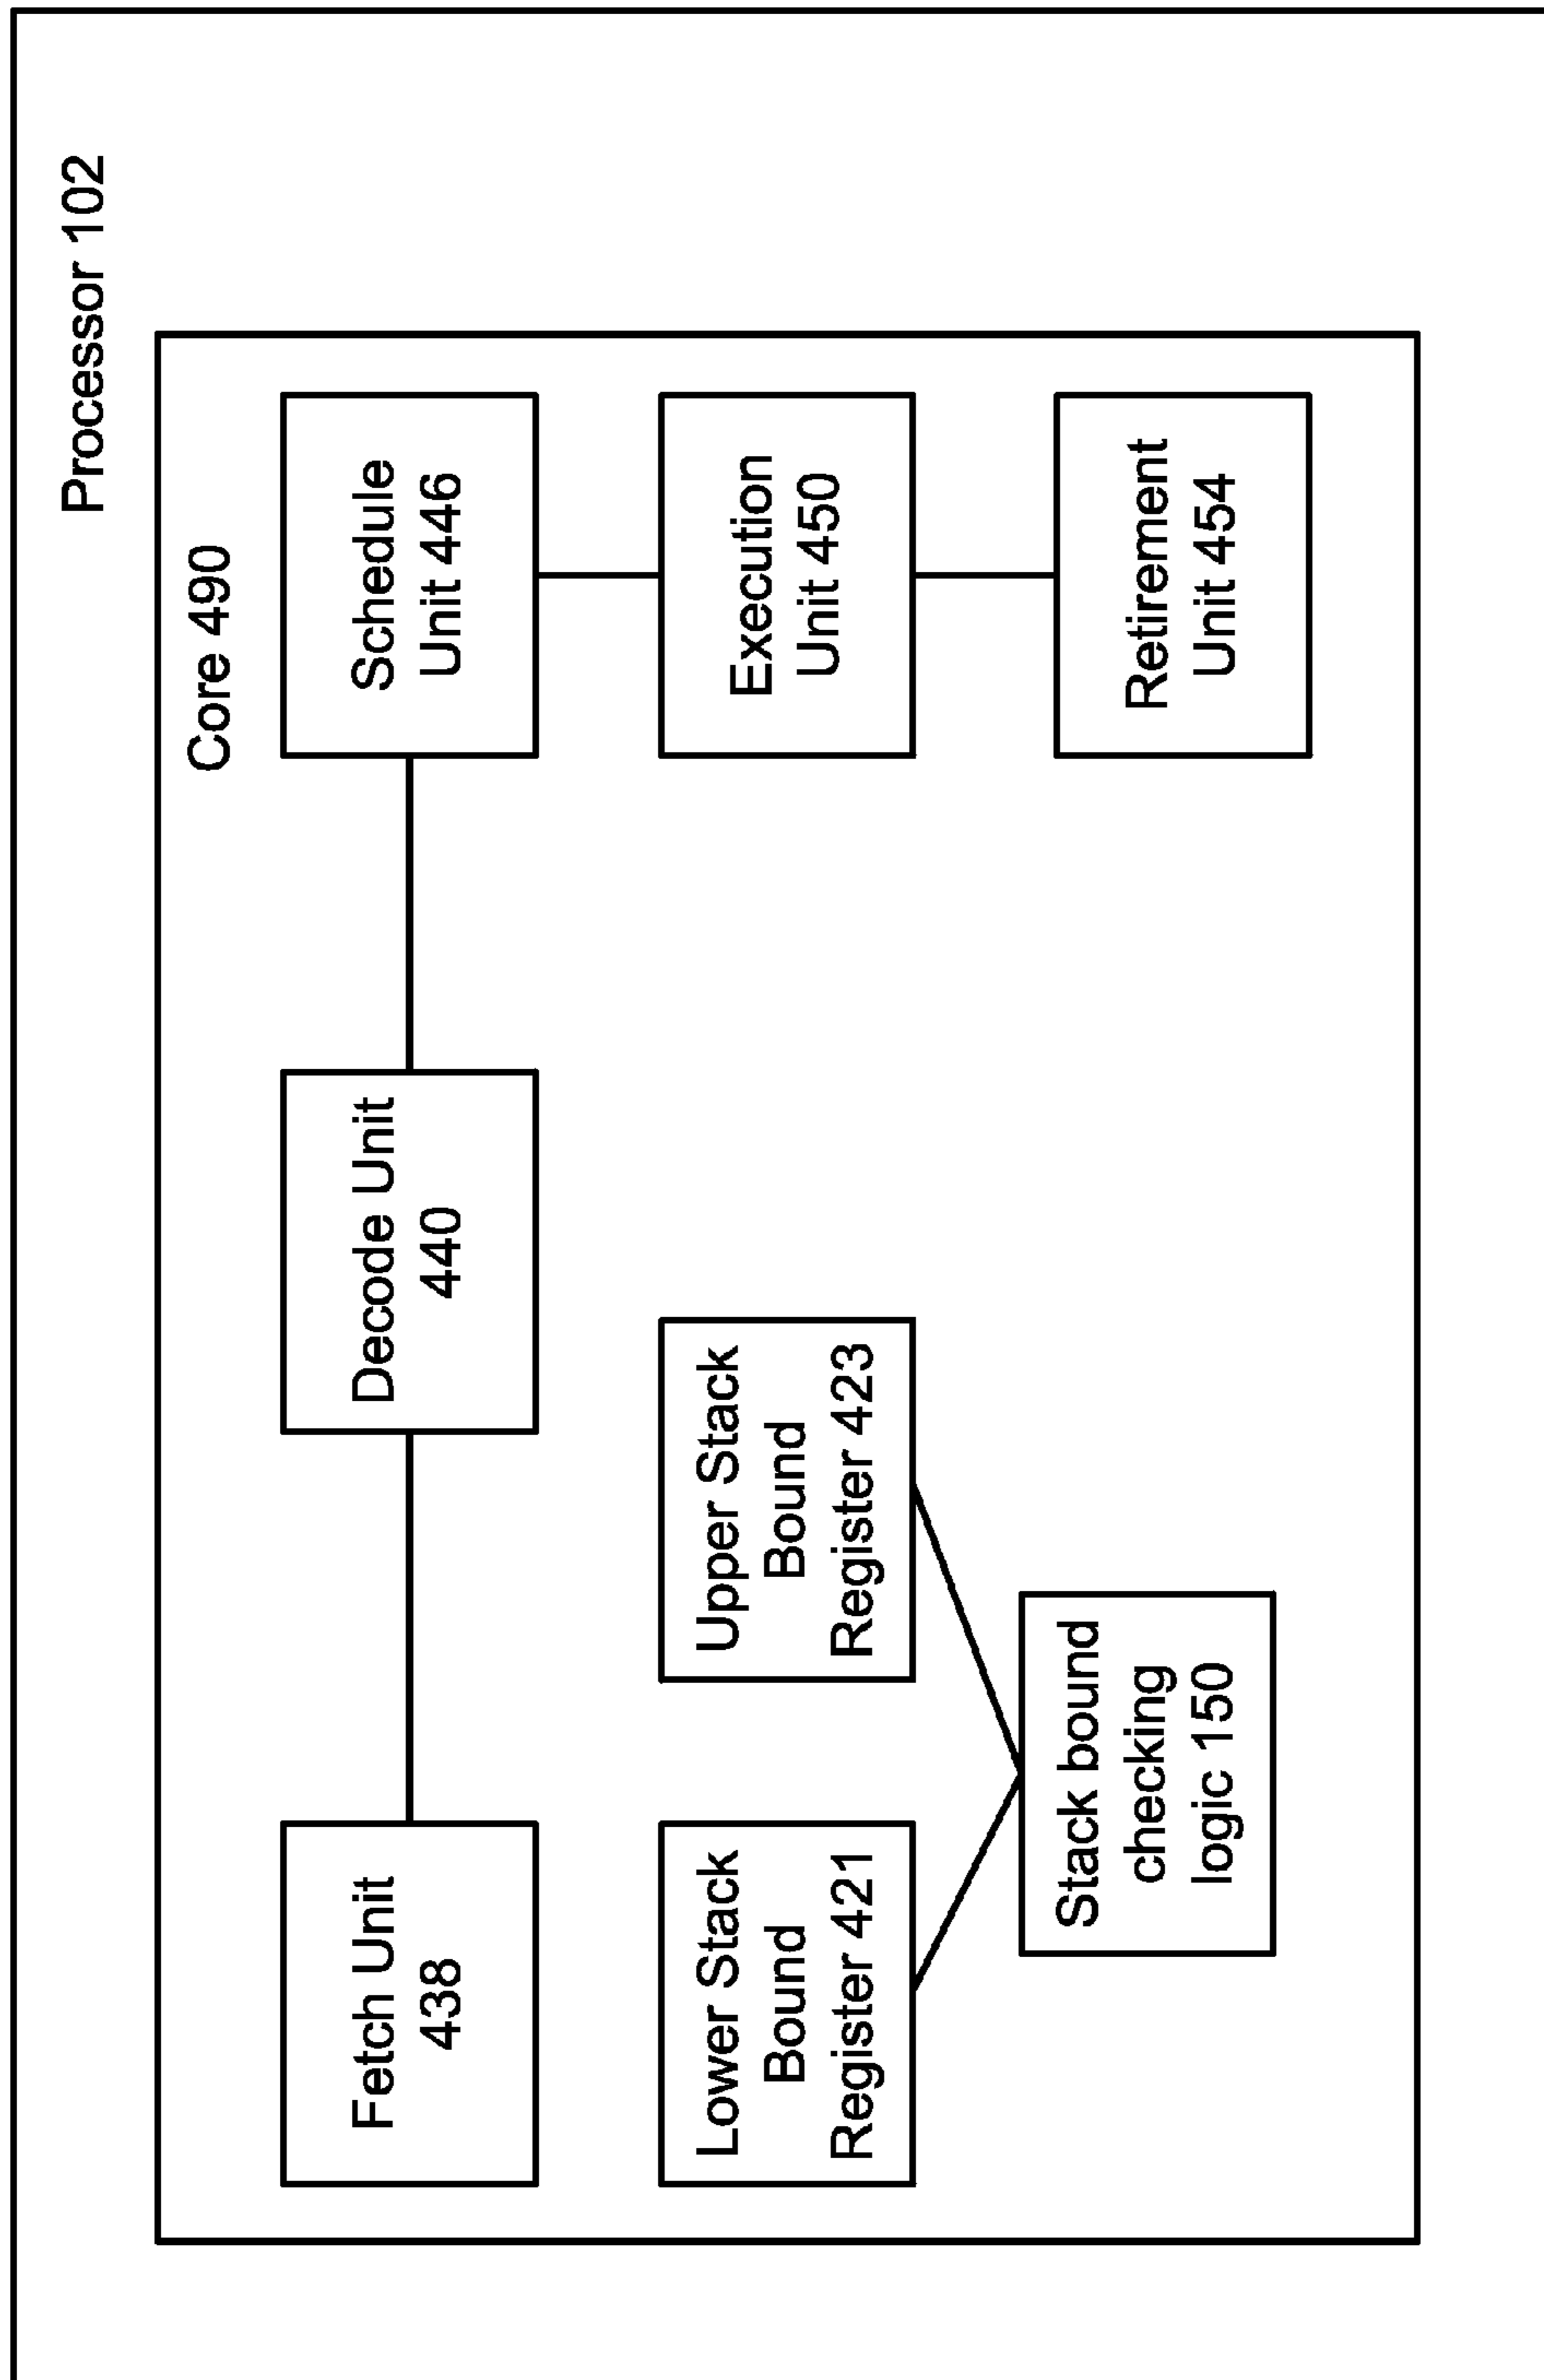 Processor 102
Core 490
Fetch Unit
438
Decode Unit
440
Schedule
Unit 446
Lower Stack
Bound
Register 421
Upper Stack
Bound
Register 423
Execution
Unit 450
Stack bound
checking
logic 150
Retirement
Unit 454